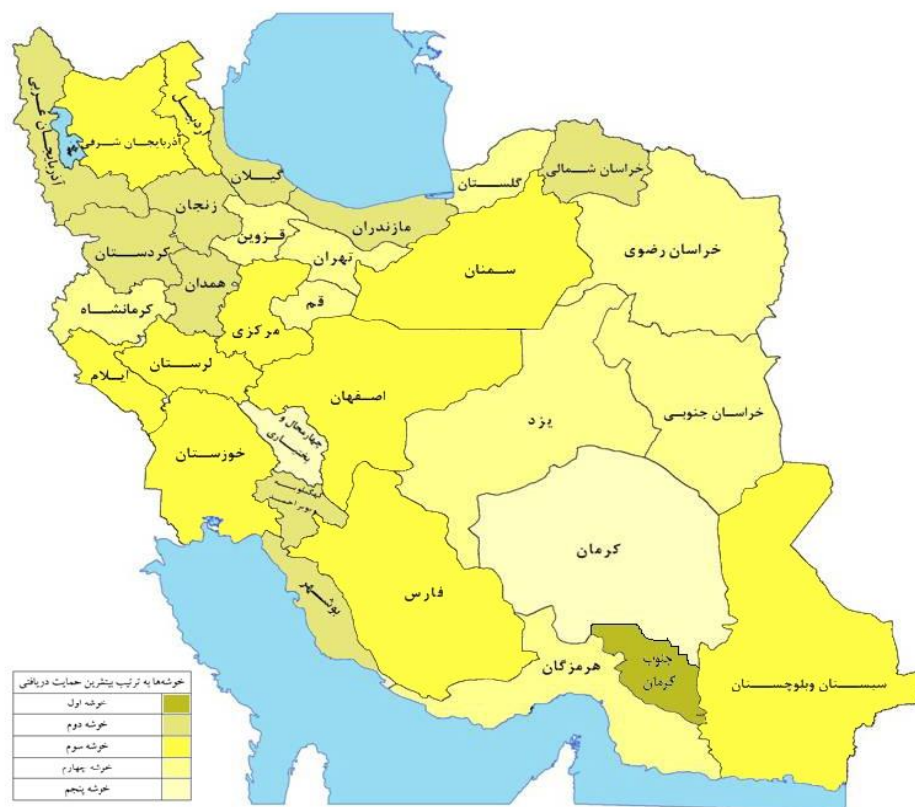 آذربایجان غربی
آذربایجان شرقی
اردبیل
گیلان
زنجان
کردستان
همدان
قزوین
تهران
مازندران
گلستان
خراسان شمالی
خراسان رضوی
سمنان
کرمانشاه
قم
مرکزی
ایلام
لرستان
اصفهان
یزد
خراسان جنوبی
خوزستان
چهارمحال و
بختیاری
کهگیلویه
بویراحمد
بوشهر
فارس
کرمان
هرمزگان
جنوب
کرمان
سیستان وبلوچستان
خوشه‌ها به ترتیب بیشترین حمایت دریافتی
خوشه اول
خوشه دوم
خوشه سوم
خوشه چهارم
خوشه پنجم